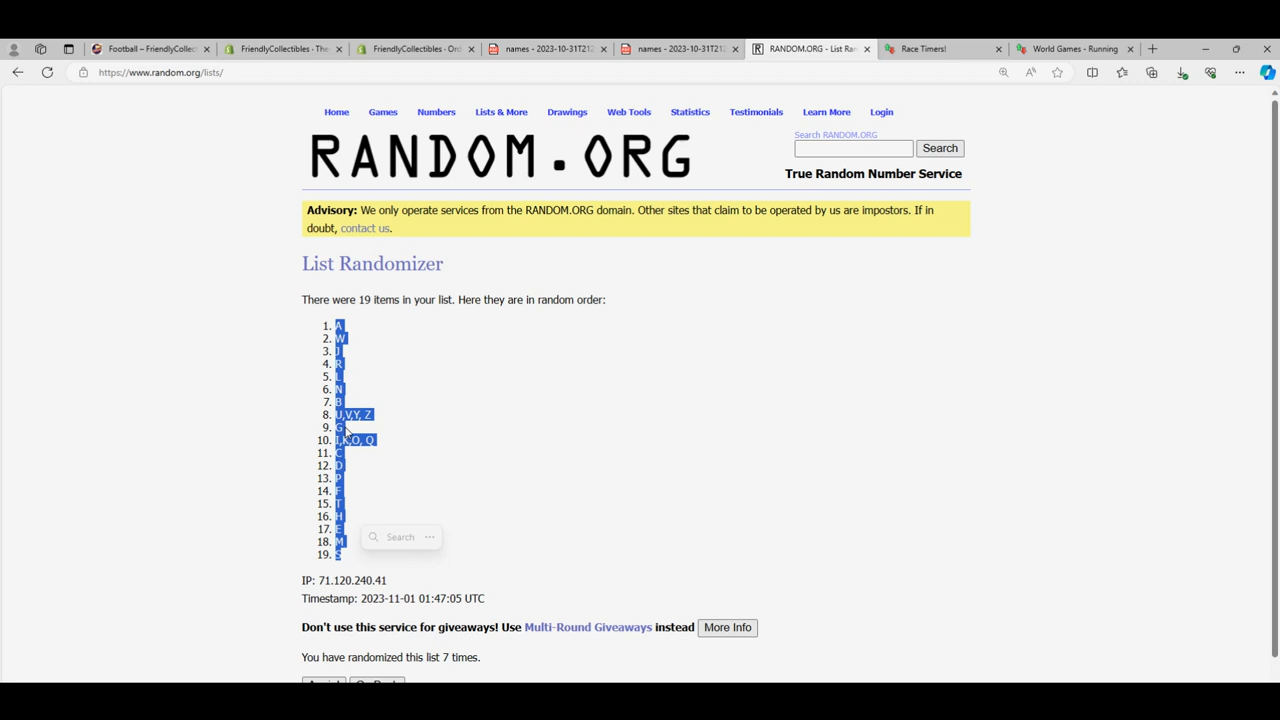 Football – FriendlyCollec
FriendlyCollectibles - The
FriendlyCollectibles · Ord
names - 2023-10-31T212
names - 2023-10-31T212
RANDOM.ORG - List Ran
Race Timers!
World Games - Running
https://www.random.org/lists/
Home Games Numbers Lists & More Drawings Web Tools Statistics Testimonials Learn More Login
RANDOM.ORG
Search RANDOM.ORG
Search
True Random Number Service
Advisory: We only operate services from the RANDOM.ORG domain. Other sites that claim to be operated by us are impostors. If in
doubt, contact us.
List Randomizer
There were 19 items in your list. Here they are in random order:
1. A
2. W
3. J
4. R
5. L
6. N
7. B
8. U,V,Y, Z
9. G
10. I,K,O, Q
11. C
12. D
13. P
14. F
15. T
16. H
17. E
18. M
19. S
Search ···
IP: 71.120.240.41
Timestamp: 2023-11-01 01:47:05 UTC
Don't use this service for giveaways! Use Multi-Round Giveaways instead More Info
You have randomized this list 7 times.